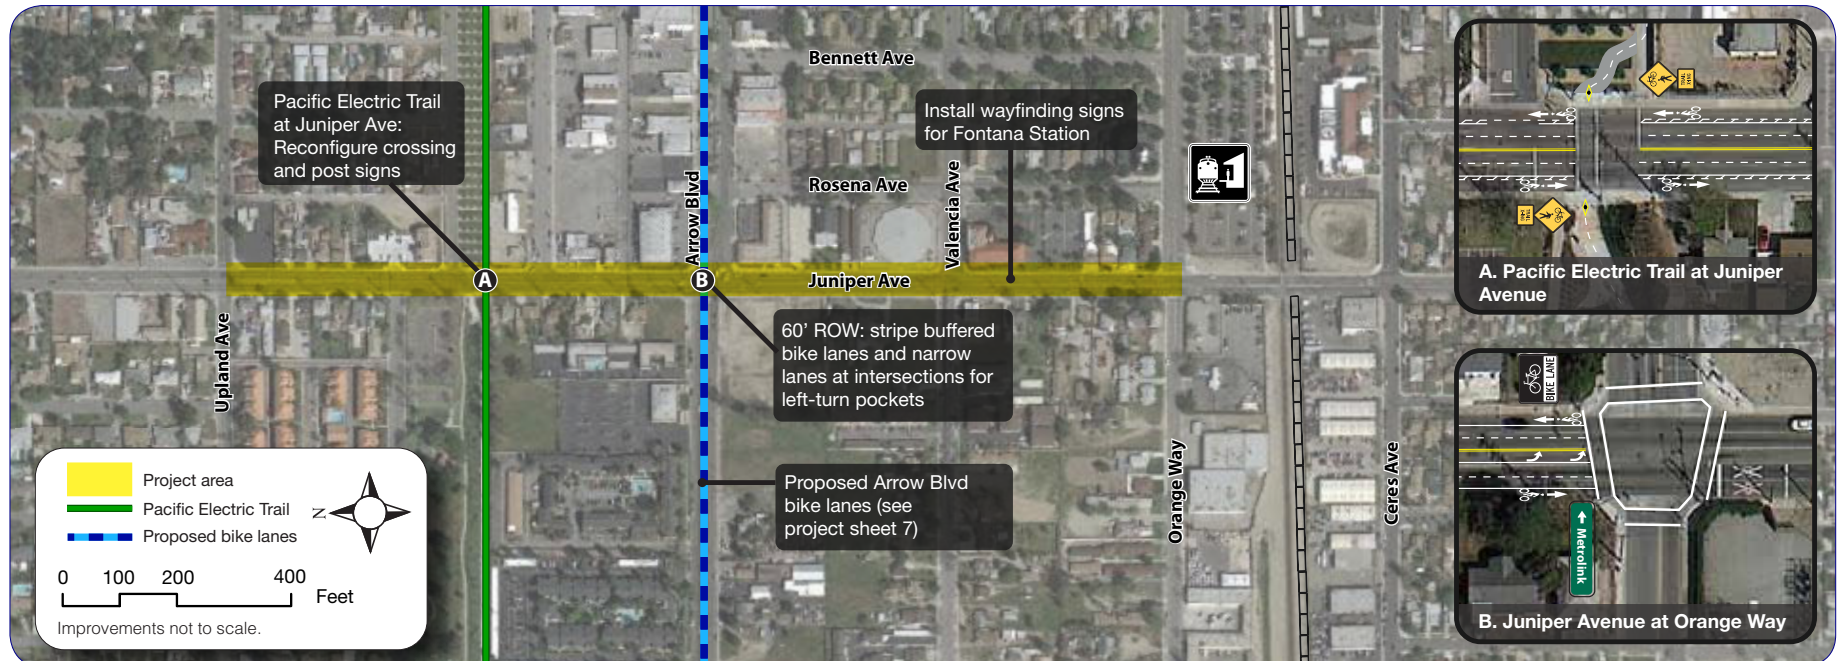 Bennett Ave
Pacific Electric Trail
at Juniper Ave:
Reconfigure crossing
and post signs
Install wayfinding signs
for Fontana Station
Arrow Blvd
Rosena Ave
Valencia Ave
A
B
Juniper Ave
60' ROW: stripe buffered
bike lanes and narrow
lanes at intersections for
left-turn pockets
Upland Ave
Proposed Arrow Blvd
bike lanes (see
project sheet 7)
Orange Way
Ceres Ave
Project area
Pacific Electric Trail
Proposed bike lanes
N
0 100 200 400
Feet
Improvements not to scale.
TRAIL
XING
TRAIL
XING
A. Pacific Electric Trail at Juniper
Avenue
BIKE LANE
Metrolink
B. Juniper Avenue at Orange Way